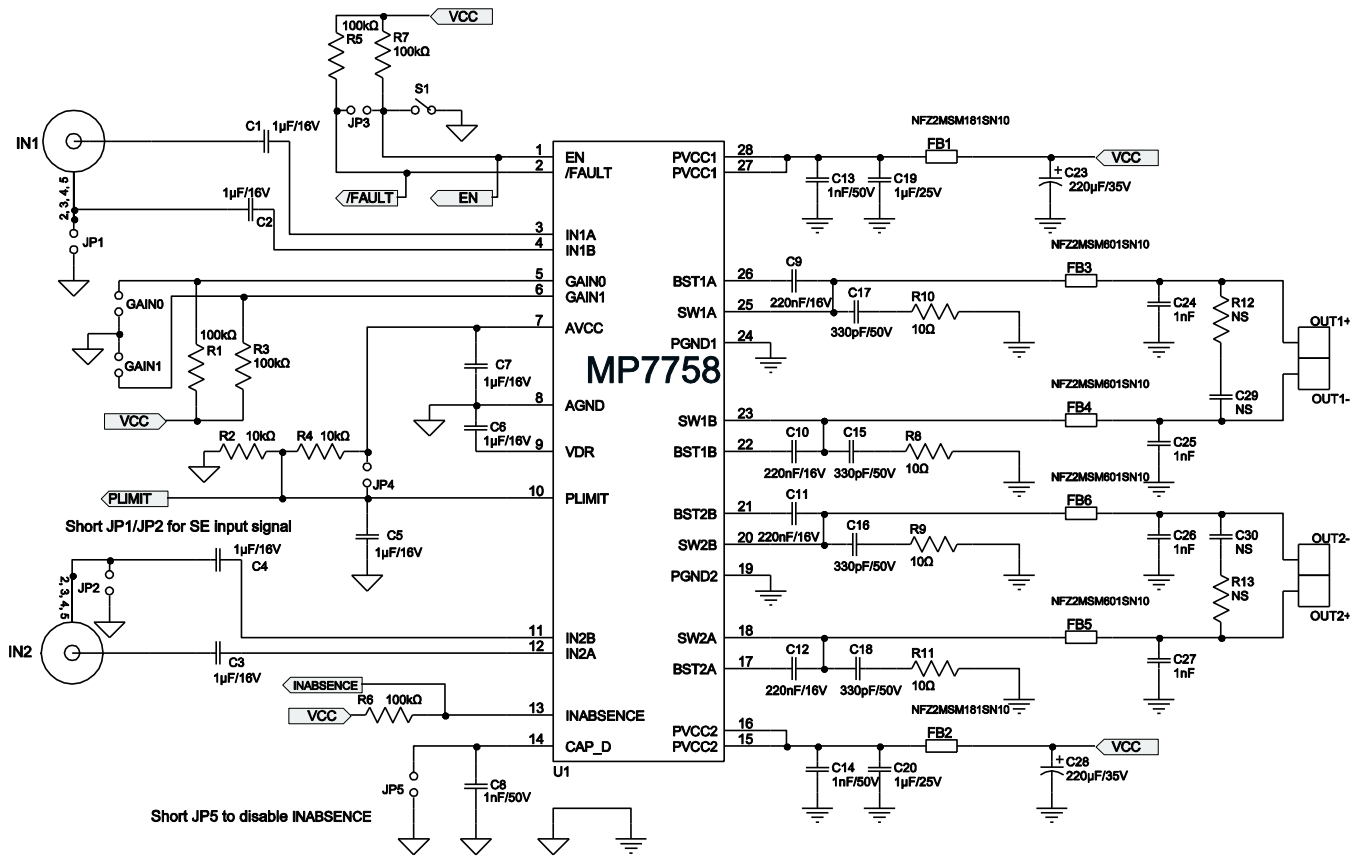 VCC
100kΩ
R5
R7
100kΩ
S1
JP3
IN1
C1
1μF/16V
2, 3, 4, 5
1μF/16V
C2
JP1
/FAULT
EN
1
EN
2
/FAULT
3
IN1A
4
IN1B
5
GAIN0
6
GAIN1
7
AVCC
8
AGND
9
VDR
10
PLIMIT
11
IN2B
12
IN2A
13
INABSENCE
14
CAP_D
U1
MP7758
GAIN0
GAIN1
100kΩ
R1
R3
100kΩ
VCC
C7
1μF/16V
C6
1μF/16V
R2
10kΩ
R4
10kΩ
JP4
PLIMIT
Short JP1/JP2 for SE input signal
C5
1μF/16V
1μF/16V
C4
2, 3, 4, 5
JP2
IN2
C3
1μF/16V
INABSENCE
VCC
R6
100kΩ
JP5
C8
1nF/50V
Short JP5 to disable INABSENCE
PVCC1
28
PVCC1
27
BST1A
26
SW1A
25
PGND1
24
SW1B
23
BST1B
22
BST2B
21
SW2B
20
PGND2
19
SW2A
18
BST2A
17
PVCC2
16
PVCC2
15
NFZ2MSM181SN10
FB1
VCC
C13
1nF/50V
C19
1μF/25V
+
C23
220μF/35V
NFZ2MSM601SN10
FB3
C9
220nF/16V
C17
330pF/50V
R10
10Ω
C24
1nF
R12
NS
OUT1+
OUT1-
C29
NS
NFZ2MSM601SN10
FB4
C10
220nF/16V
C15
330pF/50V
R8
10Ω
C25
1nF
NFZ2MSM601SN10
FB6
C11
220nF/16V
C16
330pF/50V
R9
10Ω
C26
1nF
C30
NS
R13
NS
OUT2-
OUT2+
NFZ2MSM601SN10
FB5
C12
220nF/16V
C18
330pF/50V
R11
10Ω
C27
1nF
NFZ2MSM181SN10
FB2
VCC
C14
1nF/50V
C20
1μF/25V
+
C28
220μF/35V